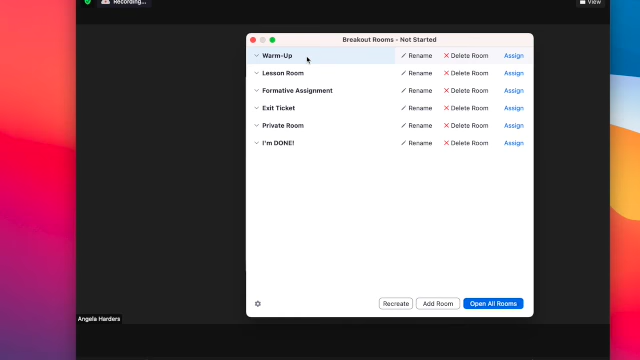 Recording...
View
Breakout Rooms - Not Started
Warm-Up Rename Delete Room Assign
Lesson Room Rename Delete Room Assign
Formative Assignment Rename Delete Room Assign
Exit Ticket Rename Delete Room Assign
Private Room Rename Delete Room Assign
I'm DONE! Rename Delete Room Assign
Recreate Add Room Open All Rooms
Angela Harders